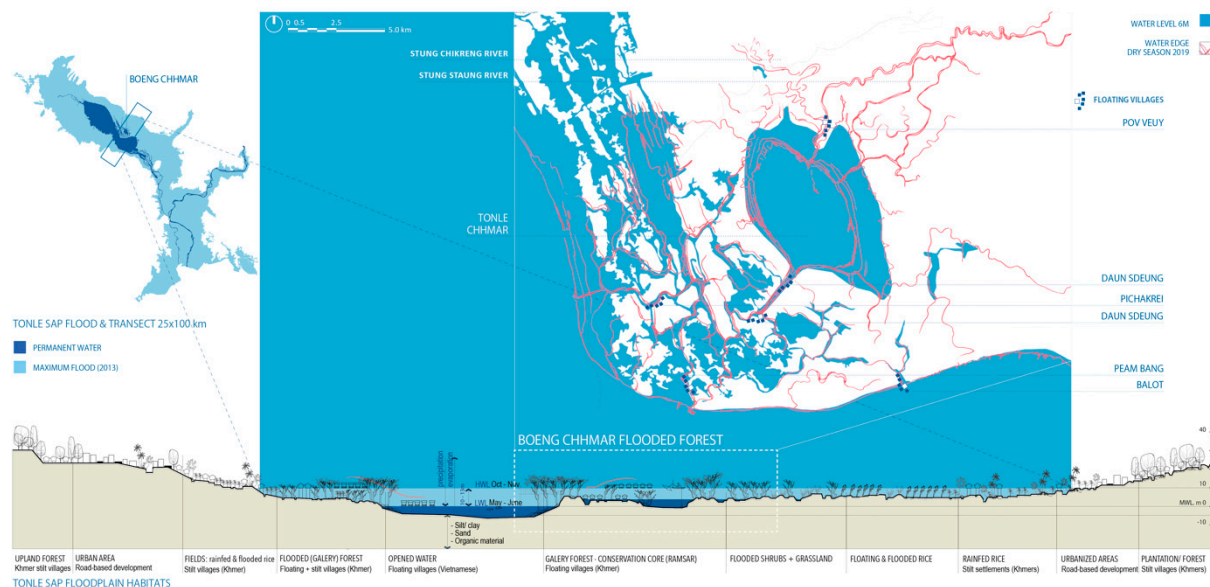 0 0.5 2.5 5.0 km
WATER LEVEL 6M
WATER EDGE
DRY SEASON 2019
FLOATING VILLAGES
POV VEUY
STUNG CHIKRENG RIVER
STUNG STAUNG RIVER
BOENG CHHMAR
TONLE
CHHMAR
DAUN SDEUNG
PICHAKREI
DAUN SDEUNG
PEAM BANG
BALOT
TONLE SAP FLOOD & TRANSECT 25x100 km
PERMANENT WATER
MAXIMUM FLOOD (2013)
BOENG CHHMAR FLOODED FOREST
precipitation
evaporation
HWL Oct - Nov.
LWL May - June
40
10
MWL. m 0
-10
- Silt/ clay
- Sand
- Organic material
UPLAND FOREST
Khmer stilt villages
URBAN AREA
Road-based development
FIELDS: rainfed & flooded rice
Stilt villages (Khmer)
FLOODED (GALERY) FOREST
Floating + stilt villages (Khmer)
OPENED WATER
Floating villages (Vietnamese)
GALERY FOREST - CONSERVATION CORE (RAMSAR)
Floating villages (Khmer)
FLOODED SHRUBS + GRASSLAND
FLOATING & FLOODED RICE
RAINFED RICE
Stilt settlements (Khmers)
URBANIZED AREAS
Road-based development
PLANTATION/ FOREST
Stilt villages (Khmers)
TONLE SAP FLOODPLAIN HABITATS